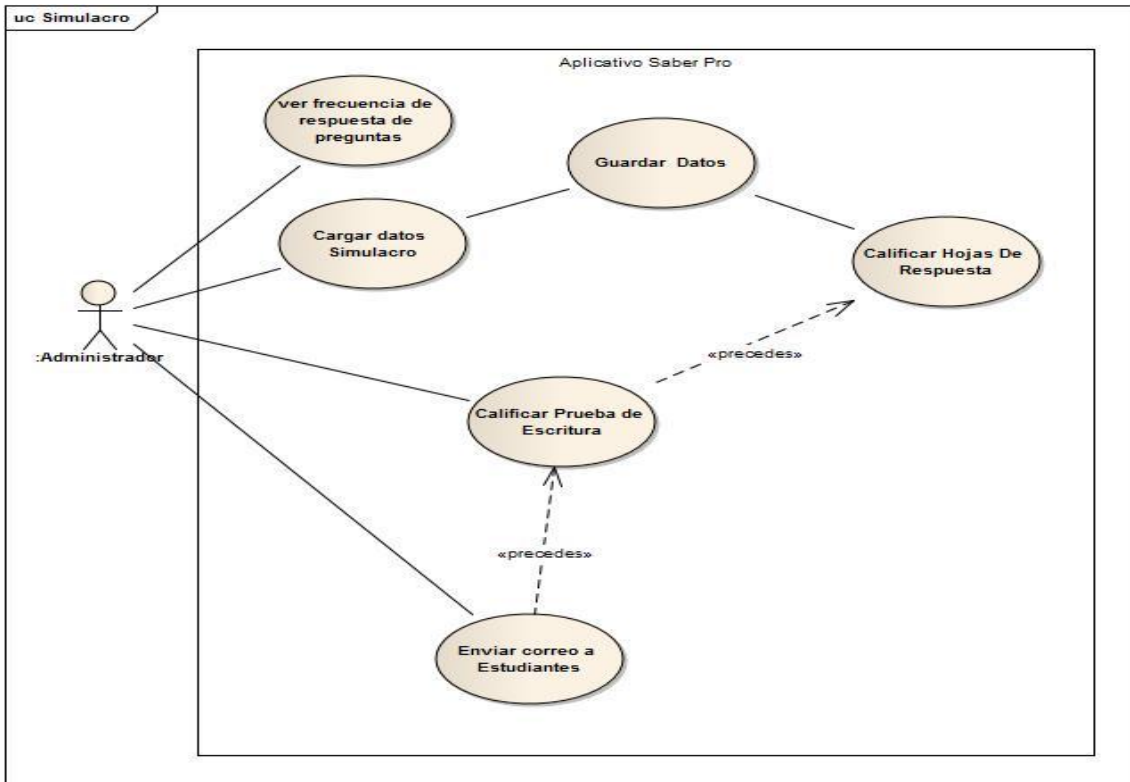 uc Simulacro
Aplicativo Saber Pro
ver frecuencia de
respuesta de
preguntas
Guardar Datos
Cargar datos
Simulacro
Calificar Hojas De
Respuesta
:Administrador
«precedes»
Calificar Prueba de
Escritura
«precedes»
Enviar correo a
Estudiantes